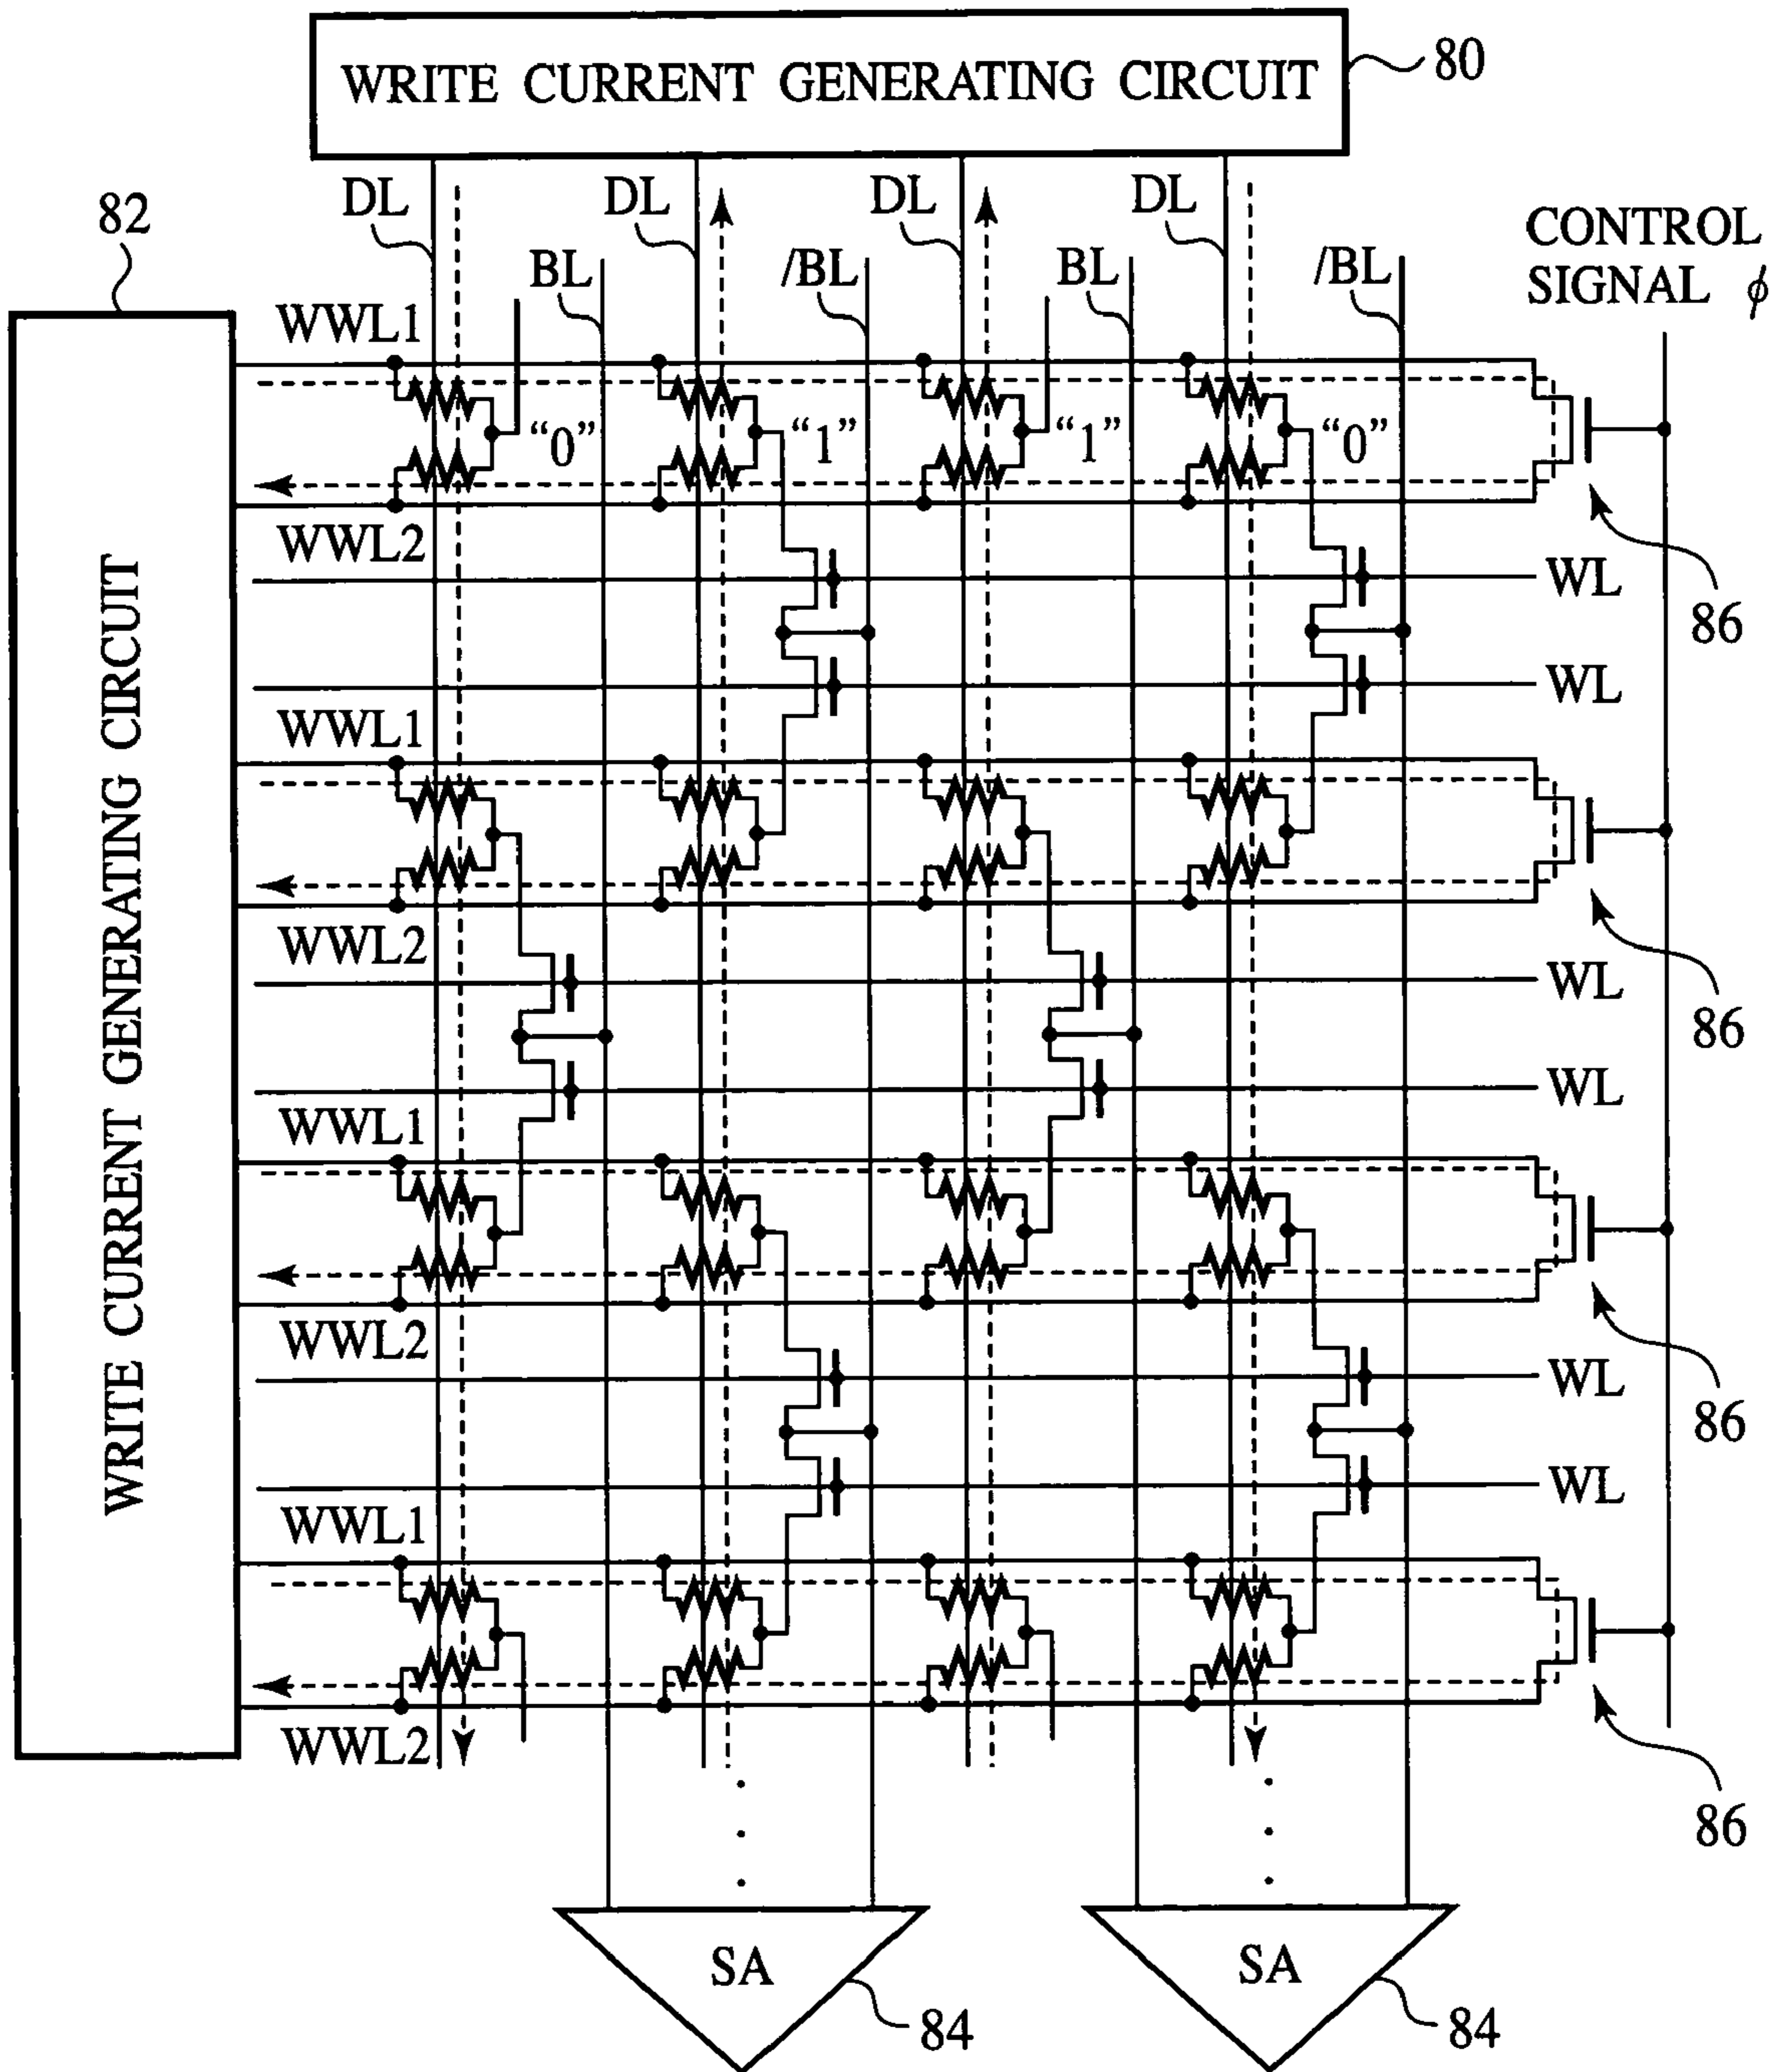 WRITE CURRENT GENERATING CIRCUIT
80
82
DL
DL
DL
DL
BL
/BL
BL
/BL
CONTROL
SIGNAL ϕ
WRITE CURRENT GENERATING CIRCUIT
WWL1
“0”
“1”
“1”
“0”
WWL2
WL
86
WL
WWL1
WWL2
WL
86
WL
WWL1
WWL2
WL
86
WL
WWL1
WWL2
86
SA
SA
84
84